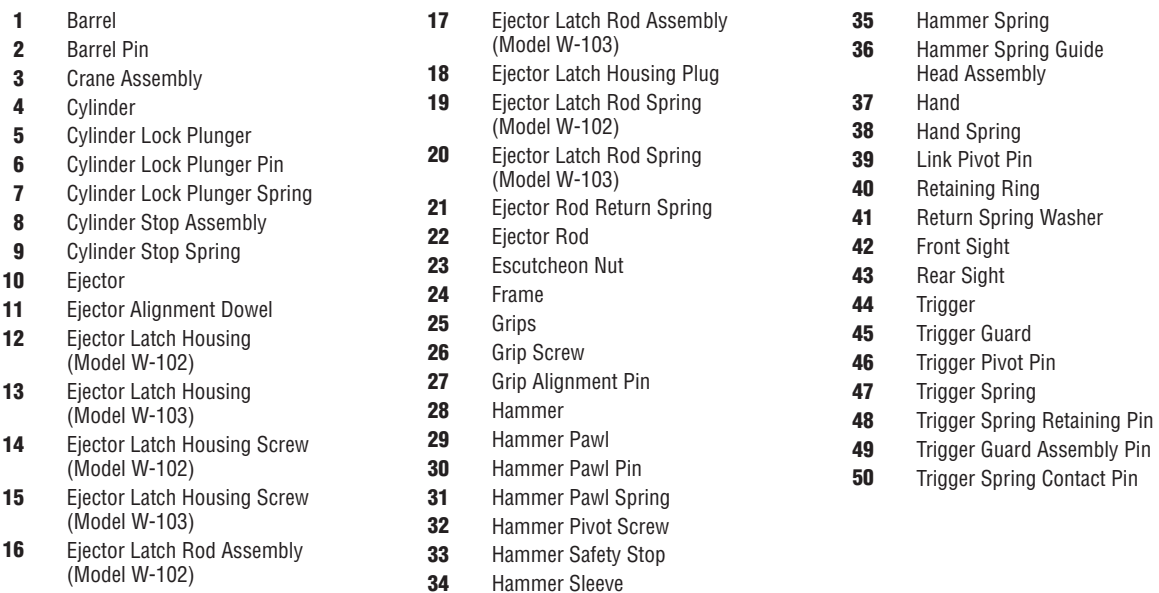 1 Barrel
2 Barrel Pin
3 Crane Assembly
4 Cylinder
5 Cylinder Lock Plunger
6 Cylinder Lock Plunger Pin
7 Cylinder Lock Plunger Spring
8 Cylinder Stop Assembly
9 Cylinder Stop Spring
10 Ejector
11 Ejector Alignment Dowel
12 Ejector Latch Housing
(Model W-102)
13 Ejector Latch Housing
(Model W-103)
14 Ejector Latch Housing Screw
(Model W-102)
15 Ejector Latch Housing Screw
(Model W-103)
16 Ejector Latch Rod Assembly
(Model W-102)
17 Ejector Latch Rod Assembly
(Model W-103)
18 Ejector Latch Housing Plug
19 Ejector Latch Rod Spring
(Model W-102)
20 Ejector Latch Rod Spring
(Model W-103)
21 Ejector Rod Return Spring
22 Ejector Rod
23 Escutcheon Nut
24 Frame
25 Grips
26 Grip Screw
27 Grip Alignment Pin
28 Hammer
29 Hammer Pawl
30 Hammer Pawl Pin
31 Hammer Pawl Spring
32 Hammer Pivot Screw
33 Hammer Safety Stop
34 Hammer Sleeve
35 Hammer Spring
36 Hammer Spring Guide
Head Assembly
37 Hand
38 Hand Spring
39 Link Pivot Pin
40 Retaining Ring
41 Return Spring Washer
42 Front Sight
43 Rear Sight
44 Trigger
45 Trigger Guard
46 Trigger Pivot Pin
47 Trigger Spring
48 Trigger Spring Retaining Pin
49 Trigger Guard Assembly Pin
50 Trigger Spring Contact Pin